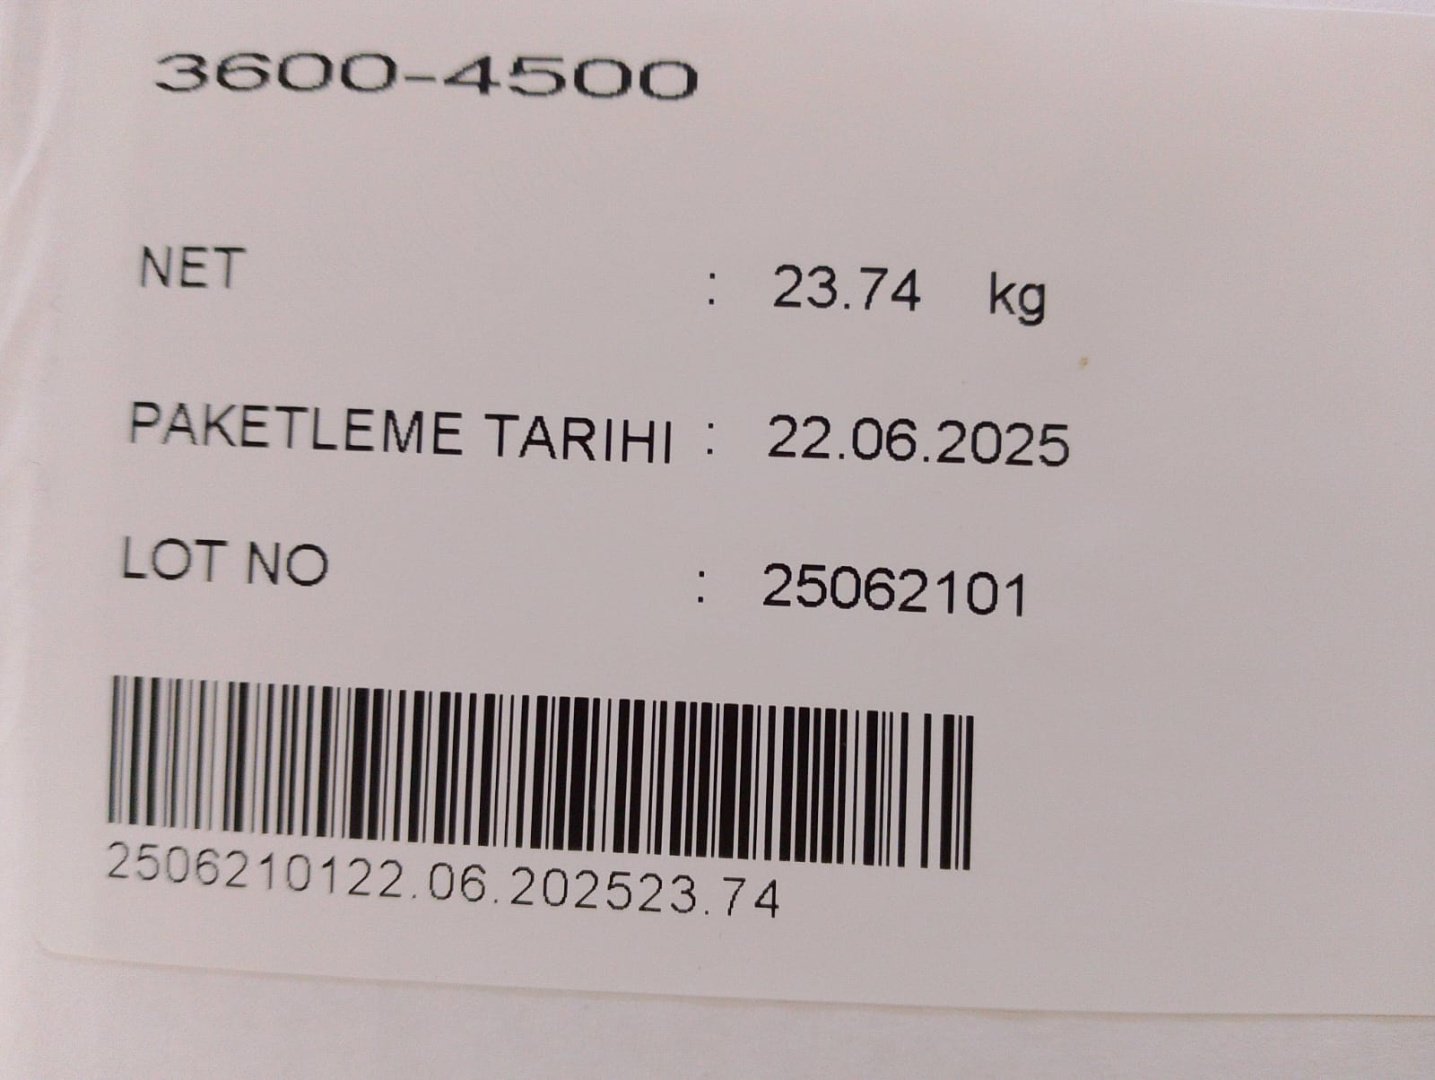 3600-4500
NET : 23.74 kg
PAKETLEME TARIHI : 22.06.2025
LOT NO : 25062101
2506210122.06.202523.74